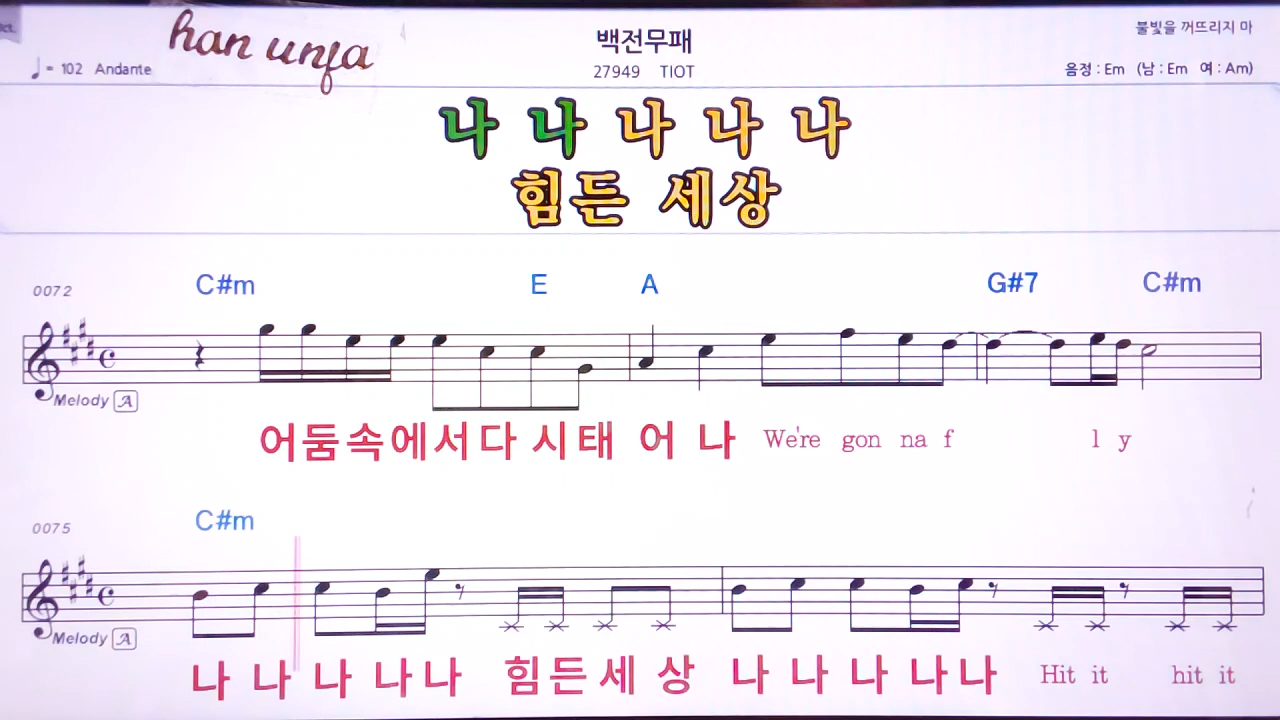 han unfa
백전무패
불빛을 꺼뜨리지 마
♩= 102 Andante
27949 TIOT
음정 : Em (남 : Em 여 : Am)
나 나 나 나 나
힘든 세상
0072
C#m E A G#7 C#m
Melody A
어둠속에서다 시태 어 나 We're gon na f l y
0075
C#m
Melody A
나 나 나 나 나 힘든 세 상 나 나 나 나 나 Hit it hit it